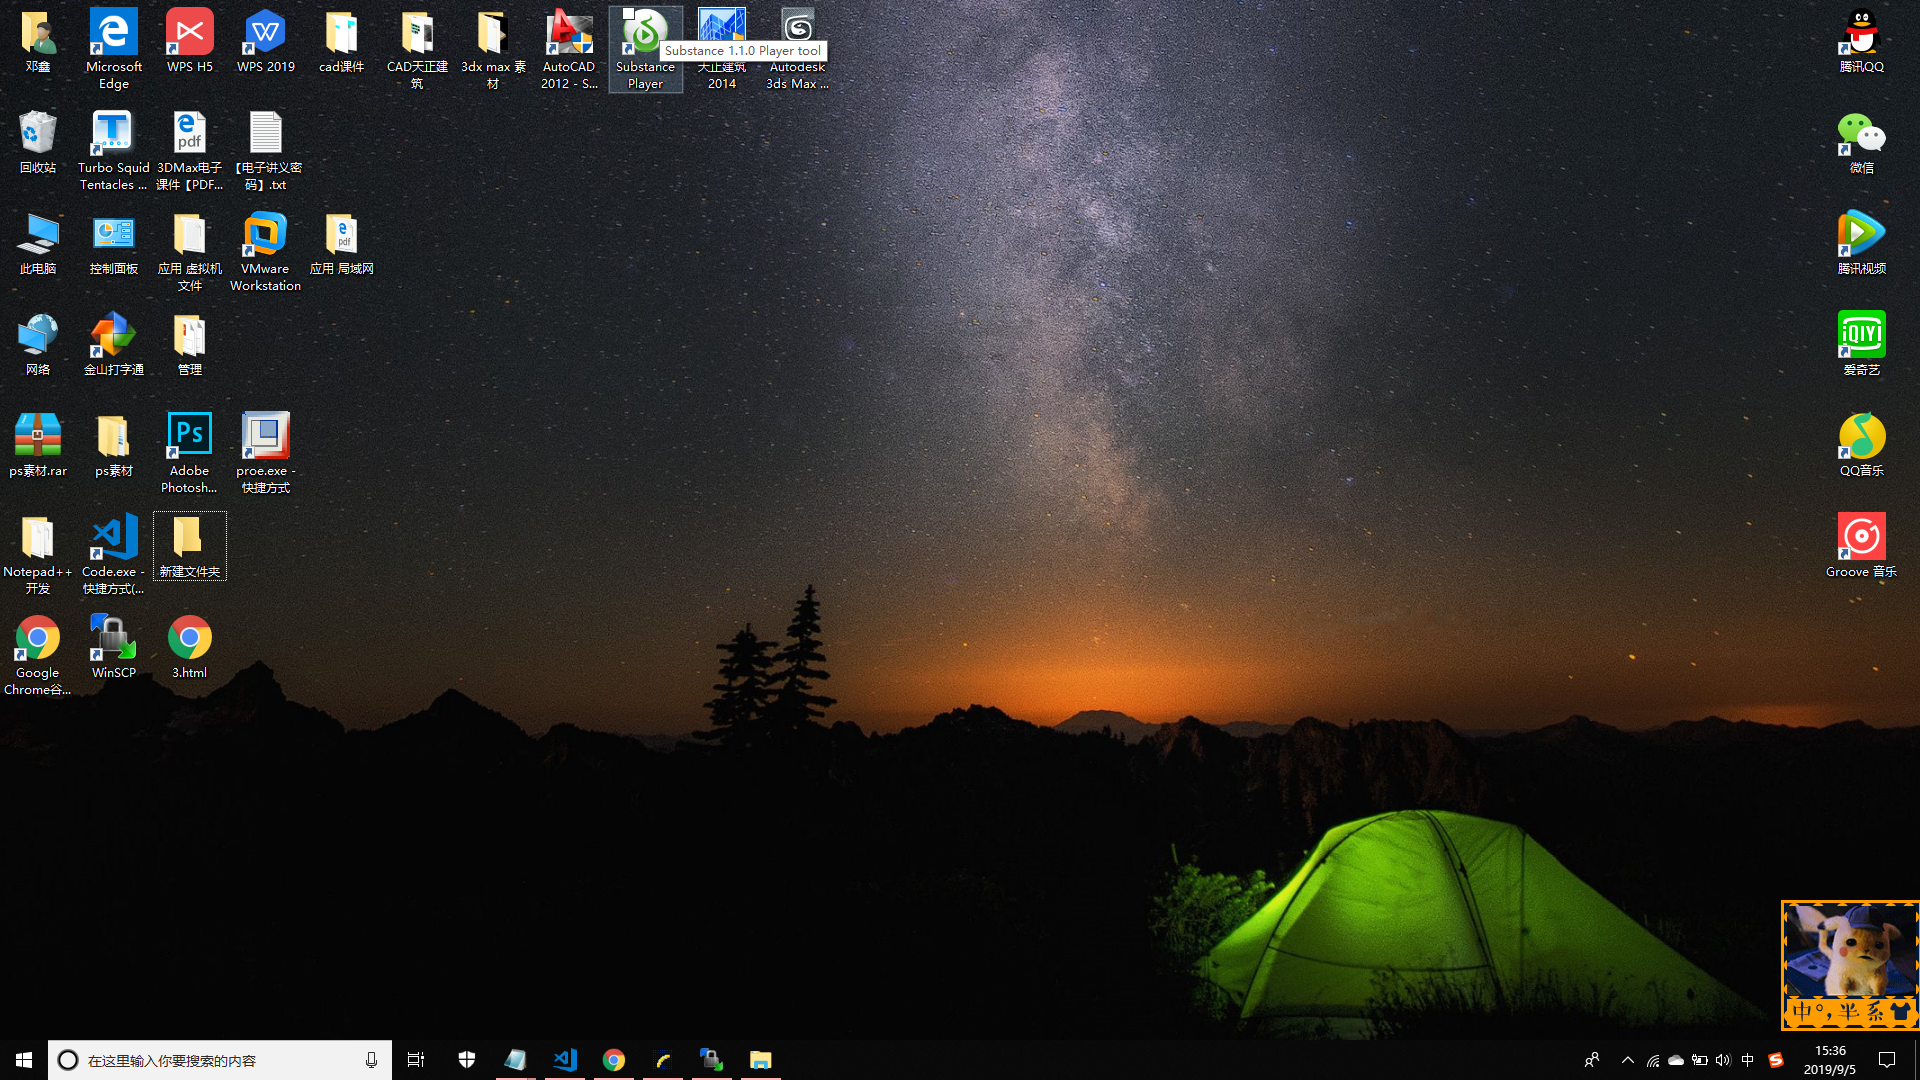 邓鑫
Microsoft
Edge
WPS H5
WPS 2019
cad课件
CAD天正建
筑
3dx max 素
材
AutoCAD
2012 - S...
Substance
Player
Substance 1.1.0 Player tool
天正建筑
2014
Autodesk
3ds Max ...
腾讯QQ
回收站
Turbo Squid
Tentacles ...
pdf
3DMax电子
课件【PDF...
【电子讲义密
码】.txt
微信
此电脑
控制面板
应用 虚拟机
文件
VMware
Workstation
pdf
应用 局域网
腾讯视频
网络
金山打字通
管理
iQIYI
爱奇艺
ps素材.rar
ps素材
Ps
Adobe
Photosh...
proe.exe -
快捷方式
QQ音乐
Notepad++
开发
Code.exe -
快捷方式(...
新建文件夹
Groove 音乐
Google
Chrome谷...
WinSCP
3.html
中°,半系
在这里输入你要搜索的内容
中
15:36
2019/9/5